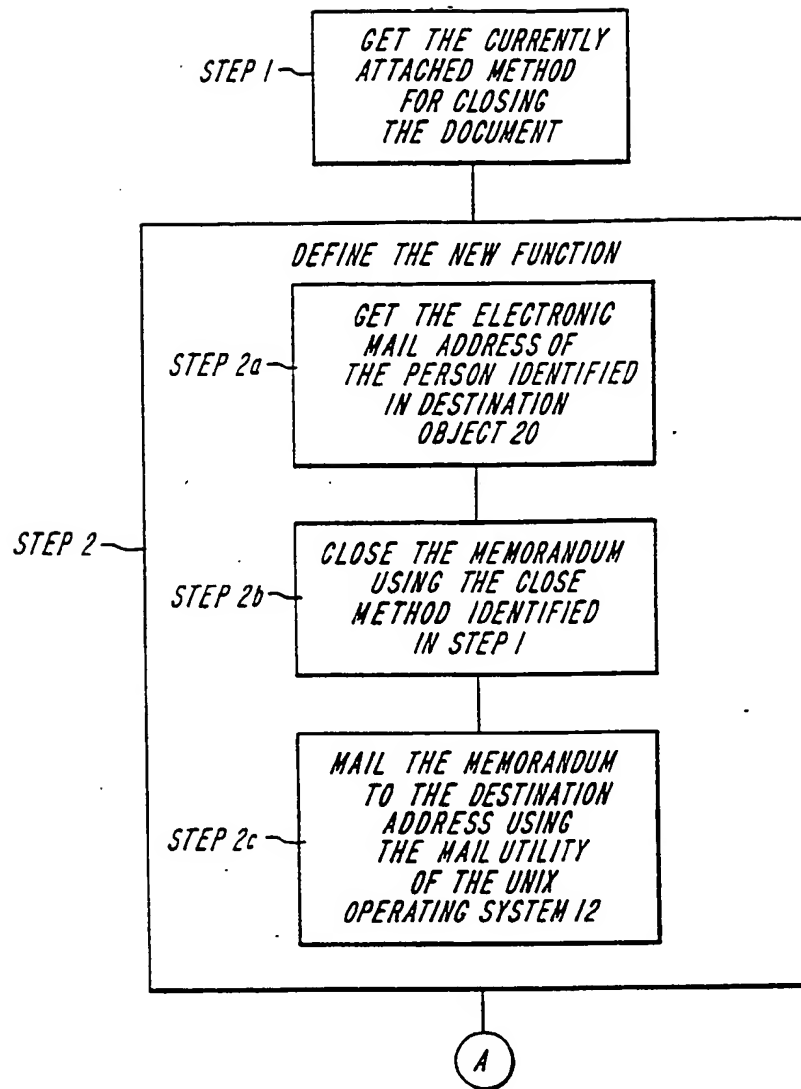 GET THE CURRENTLY
STEP 1
ATTACHED METHOD
FOR CLOSING
THE DOCUMENT
DEFINE THE NEW FUNCTION
GET THE ELECTRONIC
MAIL ADDRESS OF
STEP 2a
THE PERSON IDENTIFIED
IN DESTINATION
OBJECT 20
STEP 2
CLOSE THE MEMORANDUM
USING THE CLOSE
STEP 2b
METHOD IDENTIFIED
IN STEP 1
MAIL THE MEMORANDUM
TO THE DESTINATION
ADDRESS USING
STEP 2c
THE MAIL UTILITY
OF THE UNIX
OPERATING SYSTEM 12
A